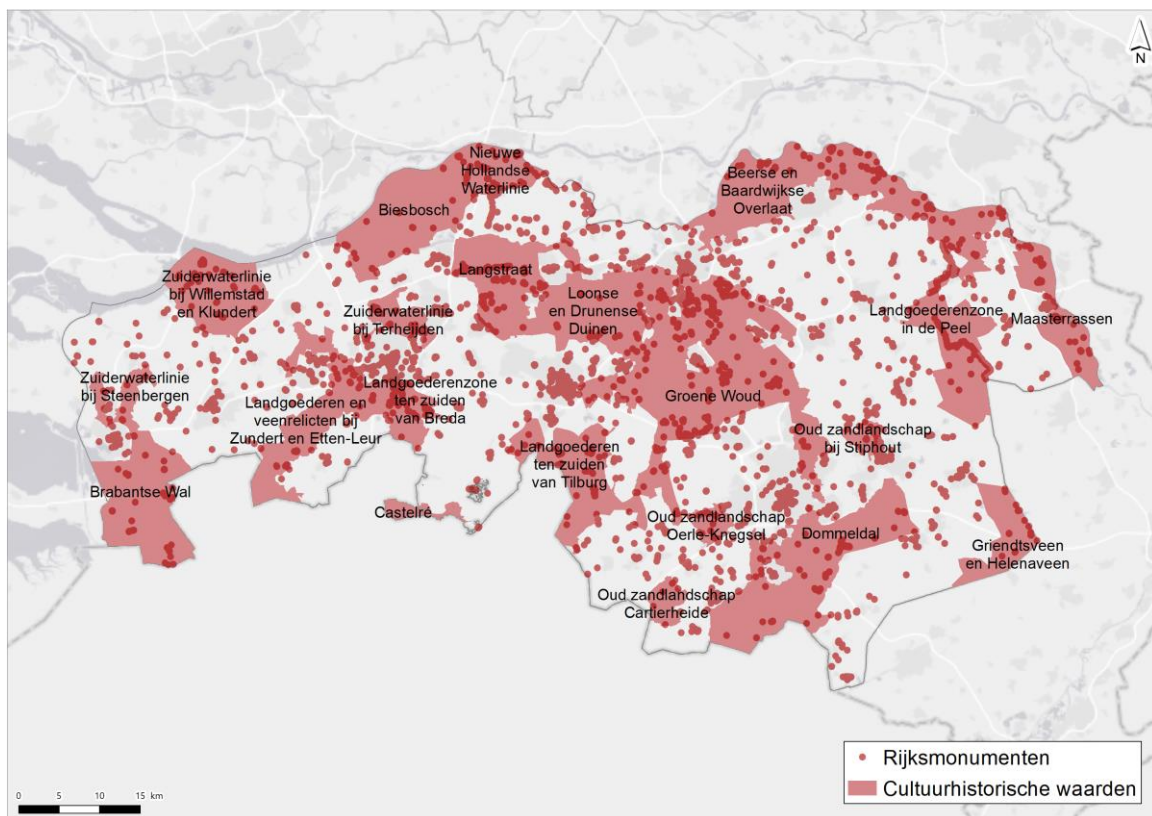 N
Nieuwe
Hollandse
Waterlinie
Beerse en
Baardwijkse
Overlaat
Biesbosch
Zuiderwaterlinie
bij Willemstad
en Klundert
Langstraat
Loonse
en Drunense
Duinen
Zuiderwaterlinie
bij Terheijden
Landgoederenzone
in de Peel
Maasterrassen
Zuiderwaterlinie
bij Steenbergen
Landgoederen en
veenrelicten bij
Zundert en Etten-Leur
Landgoederenzone
ten zuiden
van Breda
Groene Woud
Landgoederen
ten zuiden
van Tilburg
Oud zandlandschap
bij Stiphout
Brabantse Wal
Castelré
Oud zandlandschap
Oerle-Knegsel
Dommeldal
Griendtsveen
en Helenaveen
Oud zandlandschap
Cartierheide
Rijksmonumenten
Cultuurhistorische waarden
0 5 10 15 km